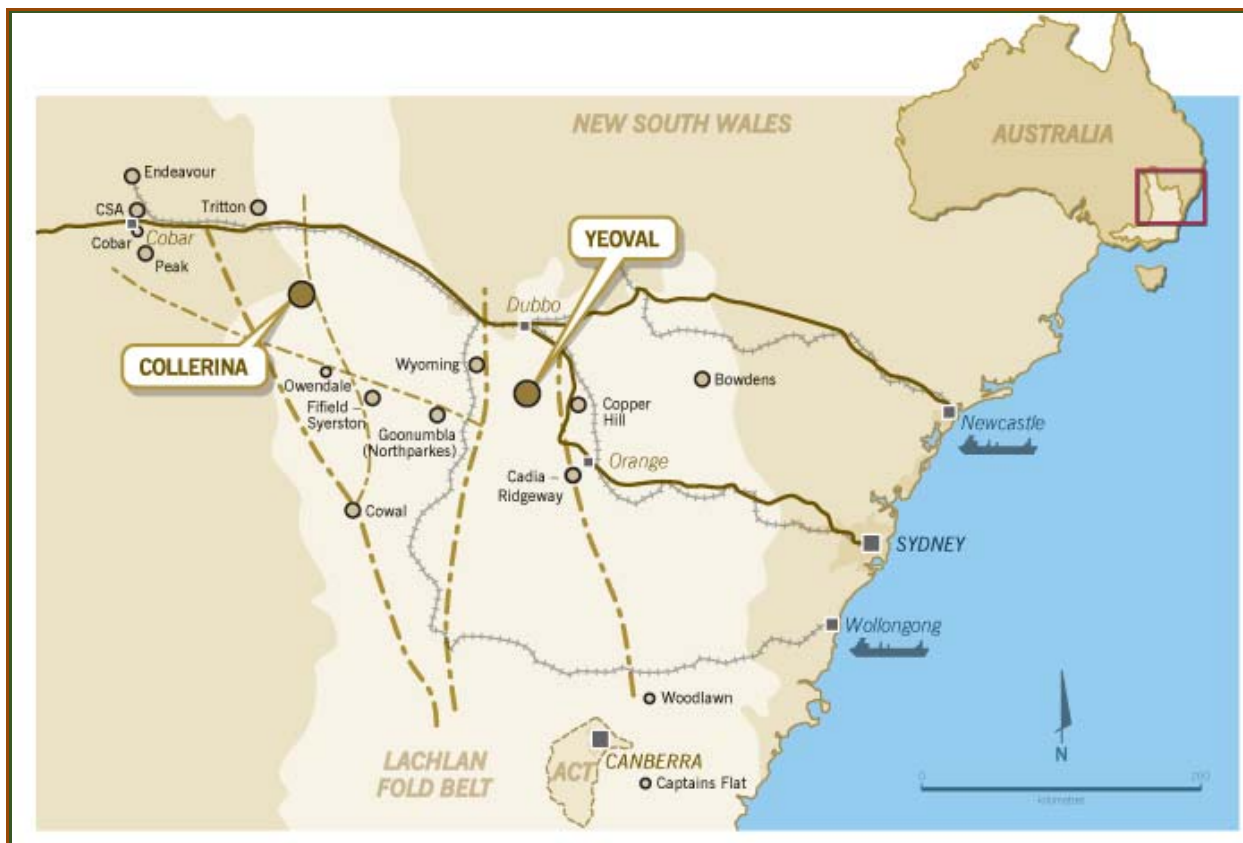 NEW SOUTH WALES
AUSTRALIA
Endeavour
CSA
Tritton
Cobar
Cobar
Peak
YEOVAL
COLLERINA
Dubbo
Wyoming
Owendale
Fifield –
Syerston
Goonumbla
(Northparkes)
Bowdens
Copper
Hill
Newcastle
Orange
Cadia –
Ridgeway
Cowal
SYDNEY
Wollongong
Woodlawn
LACHLAN
FOLD BELT
ACT
CANBERRA
Captains Flat
N
0
200
kilometres